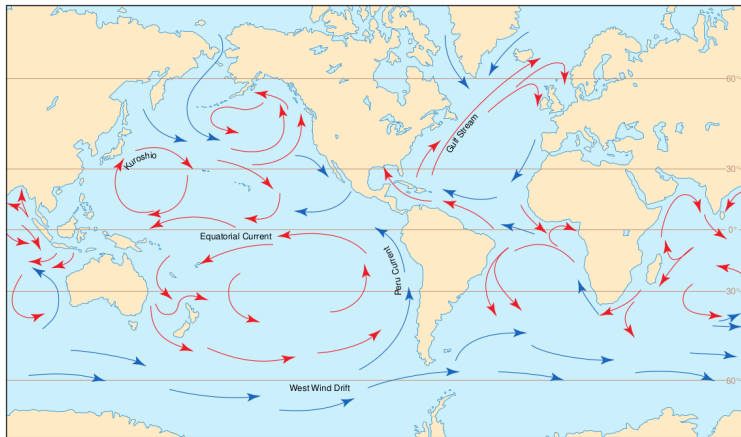 60°
Gulf Stream
Kuroshio
30°
Equatorial Current
0°
Peru Current
30°
West Wind Drift
60°